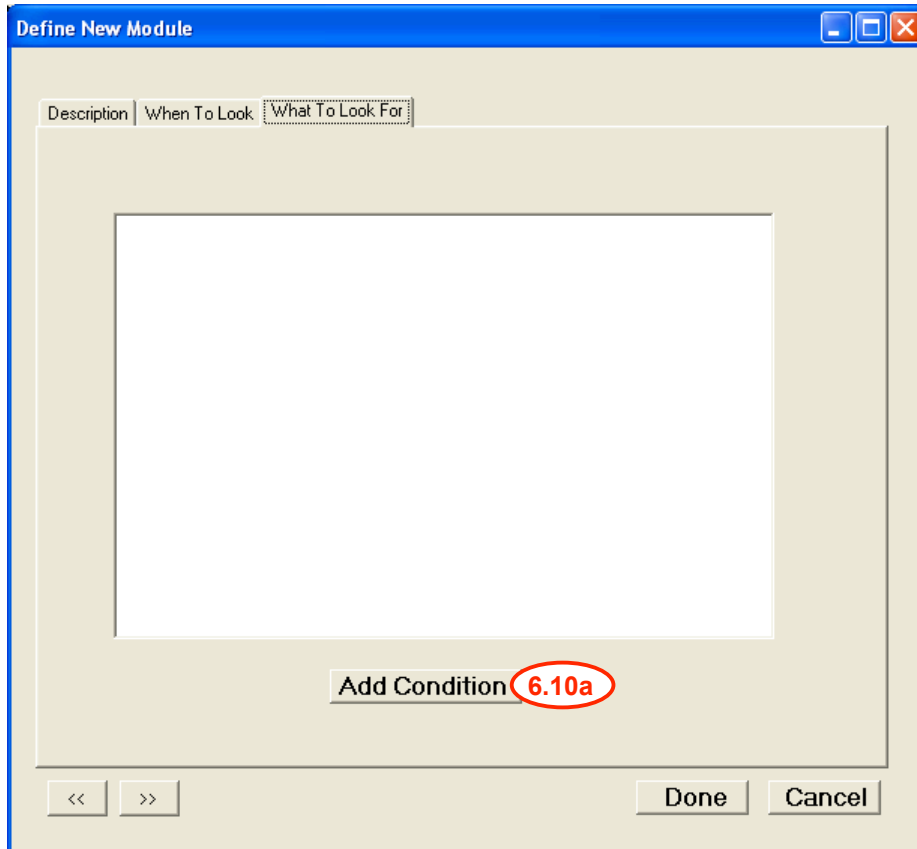 Define New Module
Description When To Look What To Look For
Add Condition 6.10a
<< >> Done Cancel